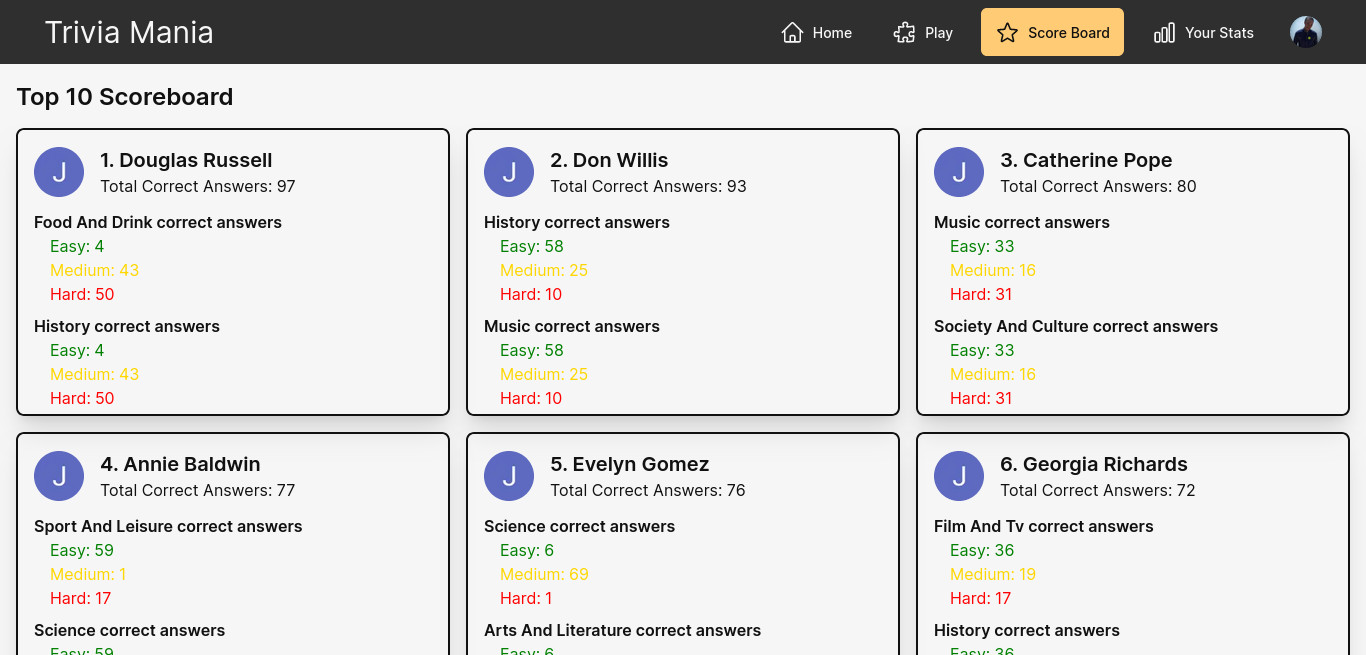 Trivia Mania
Home
Play
Score Board
Your Stats
Top 10 Scoreboard
J
1. Douglas Russell
Total Correct Answers: 97
Food And Drink correct answers
Easy: 4
Medium: 43
Hard: 50
History correct answers
Easy: 4
Medium: 43
Hard: 50
J
2. Don Willis
Total Correct Answers: 93
History correct answers
Easy: 58
Medium: 25
Hard: 10
Music correct answers
Easy: 58
Medium: 25
Hard: 10
J
3. Catherine Pope
Total Correct Answers: 80
Music correct answers
Easy: 33
Medium: 16
Hard: 31
Society And Culture correct answers
Easy: 33
Medium: 16
Hard: 31
J
4. Annie Baldwin
Total Correct Answers: 77
Sport And Leisure correct answers
Easy: 59
Medium: 1
Hard: 17
Science correct answers
Easy: 59
J
5. Evelyn Gomez
Total Correct Answers: 76
Science correct answers
Easy: 6
Medium: 69
Hard: 1
Arts And Literature correct answers
Easy: 6
J
6. Georgia Richards
Total Correct Answers: 72
Film And Tv correct answers
Easy: 36
Medium: 19
Hard: 17
History correct answers
Easy: 36